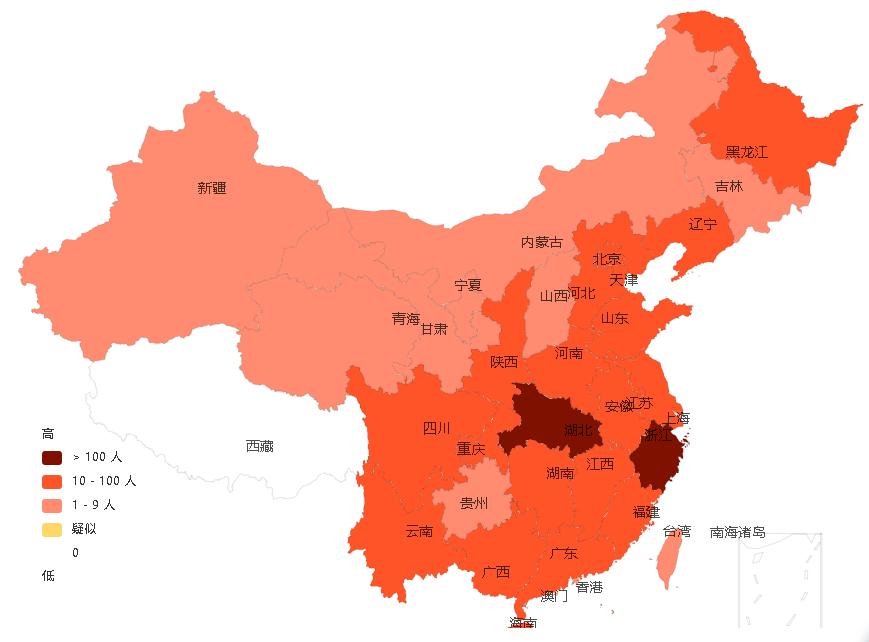 黑龙江
吉林
新疆
辽宁
内蒙古
北京
天津
宁夏
山西
河北
青海
甘肃
山东
陕西
河南
安徽
江苏
上海
四川
湖北
浙江
西藏
重庆
湖南
江西
贵州
福建
云南
台湾
南海诸岛
广东
广西
香港
澳门
海南
高
> 100 人
10 - 100 人
1 - 9 人
疑似
0
低